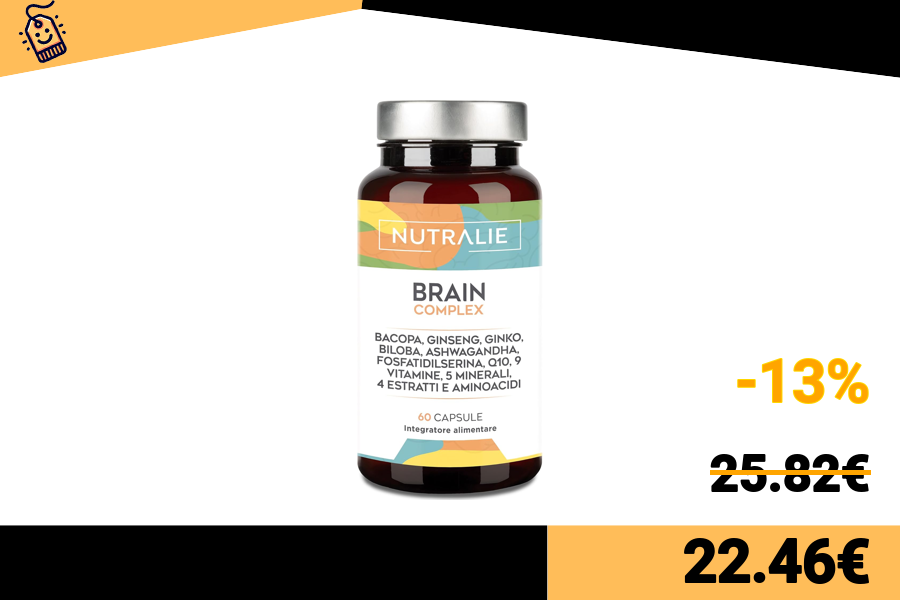 NUTRALIE
BRAIN
COMPLEX
BACOPA, GINSENG, GINKO,
BILOBA, ASHWAGANDHA,
FOSFATIDILSERINA, Q10, 9
VITAMINE, 5 MINERALI,
4 ESTRATTI E AMINOACIDI
60 CAPSULE
Integratore alimentare
-13%
25.82€
22.46€